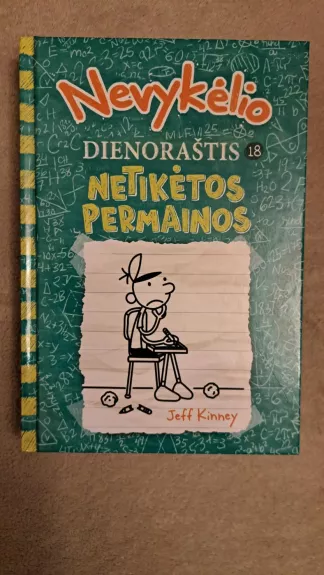 Nevykėlio
DIENORAŠTIS 18
NETIKĖTOS
PERMAINOS
Jeff Kinney